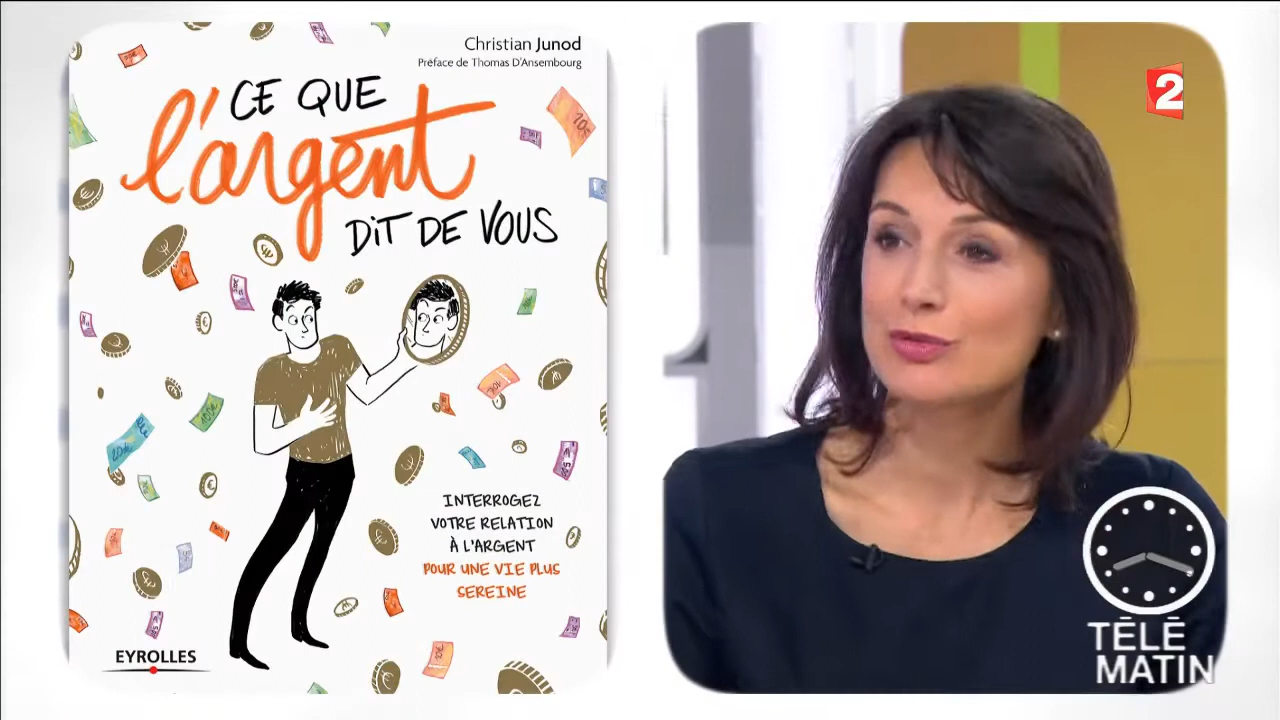 Christian Junod
Préface de Thomas D'Ansembourg
CE QUE
l'argent
DIT DE VOUS
INTERROGEZ
VOTRE RELATION
À L'ARGENT
POUR UNE VIE PLUS
SEREINE
EYROLLES
2
TÉLÉ
MATIN